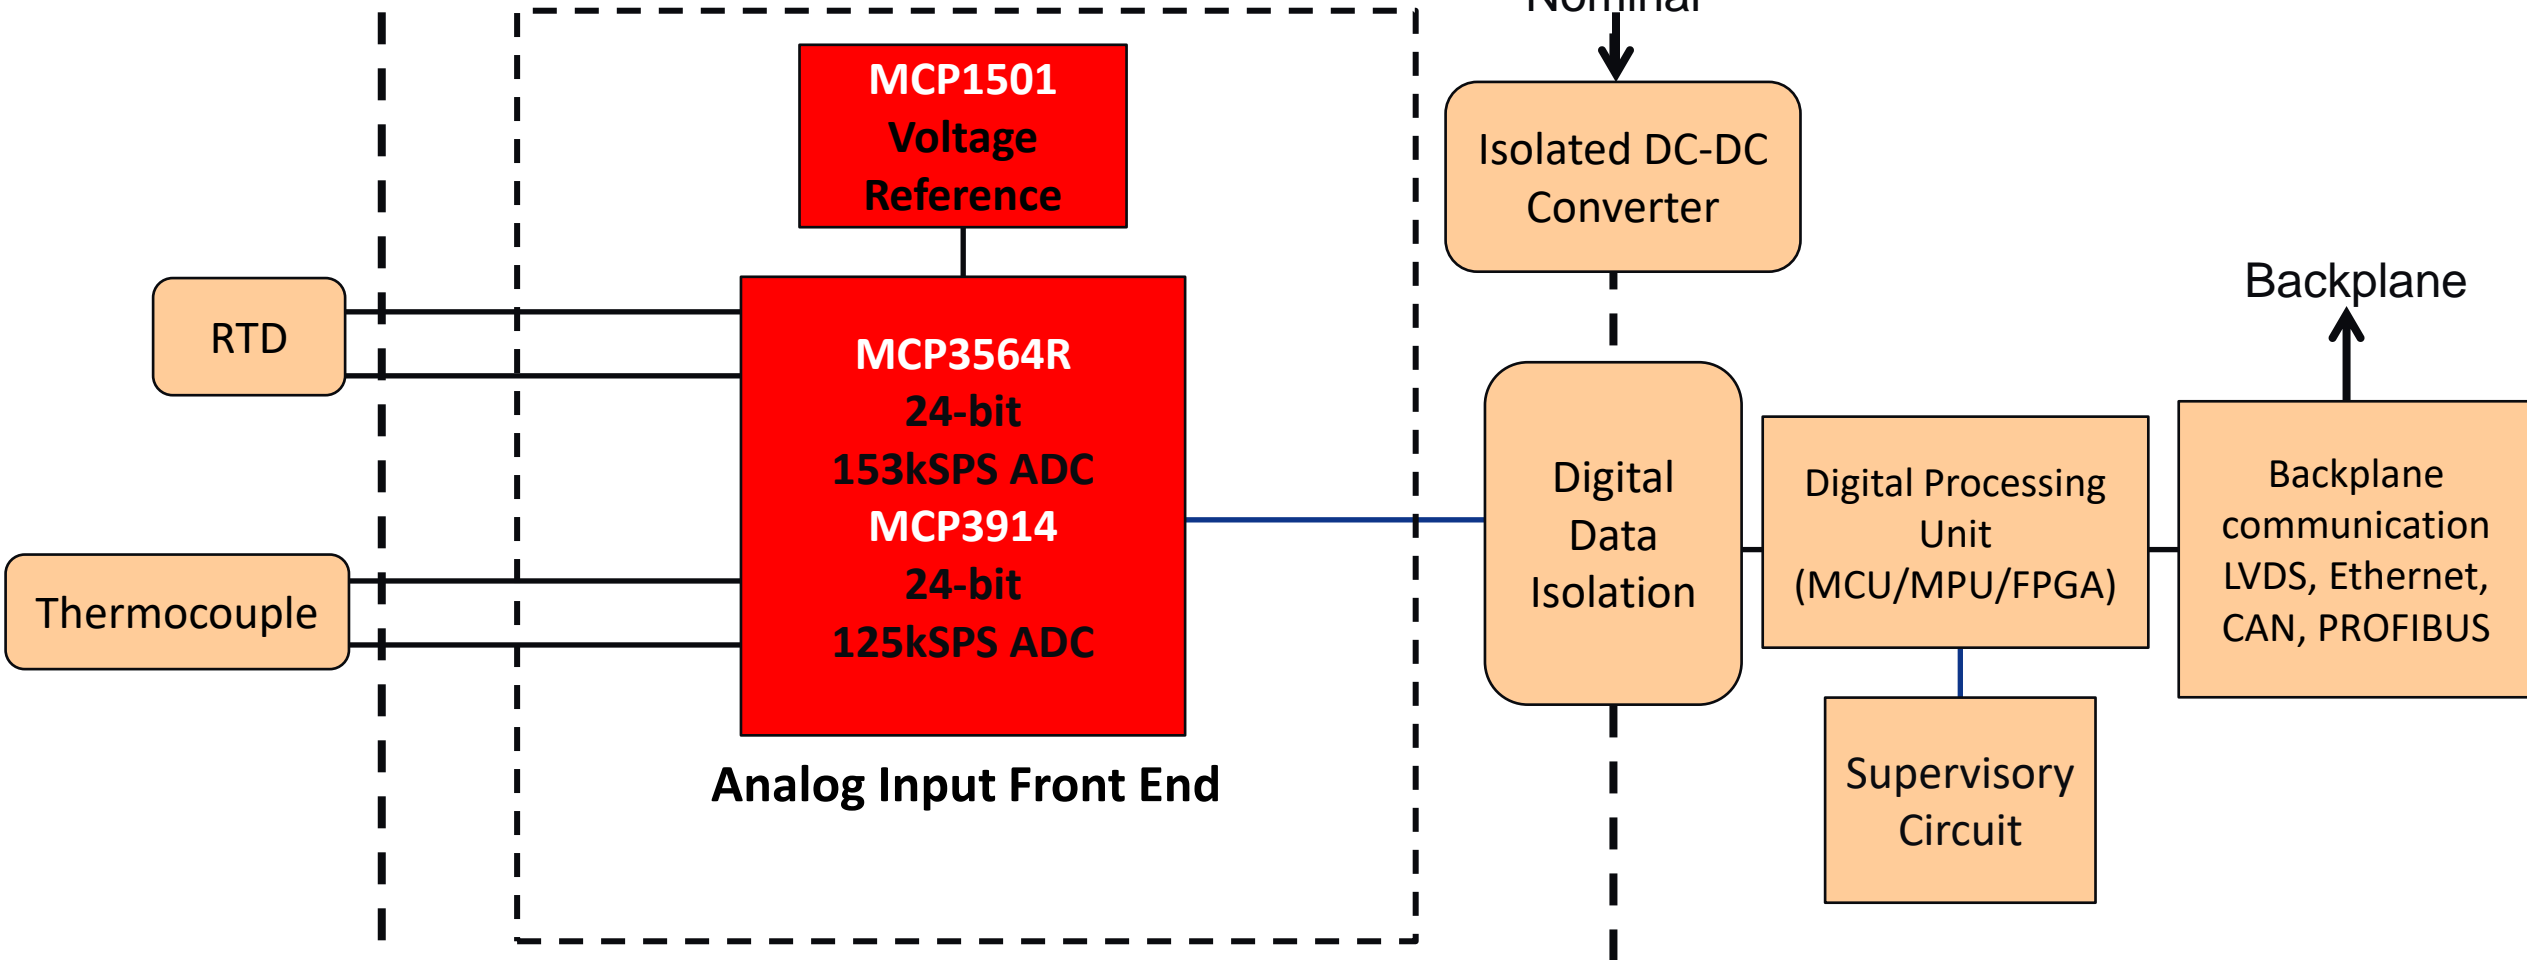 Nominal
MCP1501
Voltage
Reference
Isolated DC-DC
Converter
Backplane
RTD
MCP3564R
24-bit
153kSPS ADC
MCP3914
24-bit
125kSPS ADC
Thermocouple
Analog Input Front End
Digital
Data
Isolation
Digital Processing
Unit
(MCU/MPU/FPGA)
Backplane
communication
LVDS, Ethernet,
CAN, PROFIBUS
Supervisory
Circuit